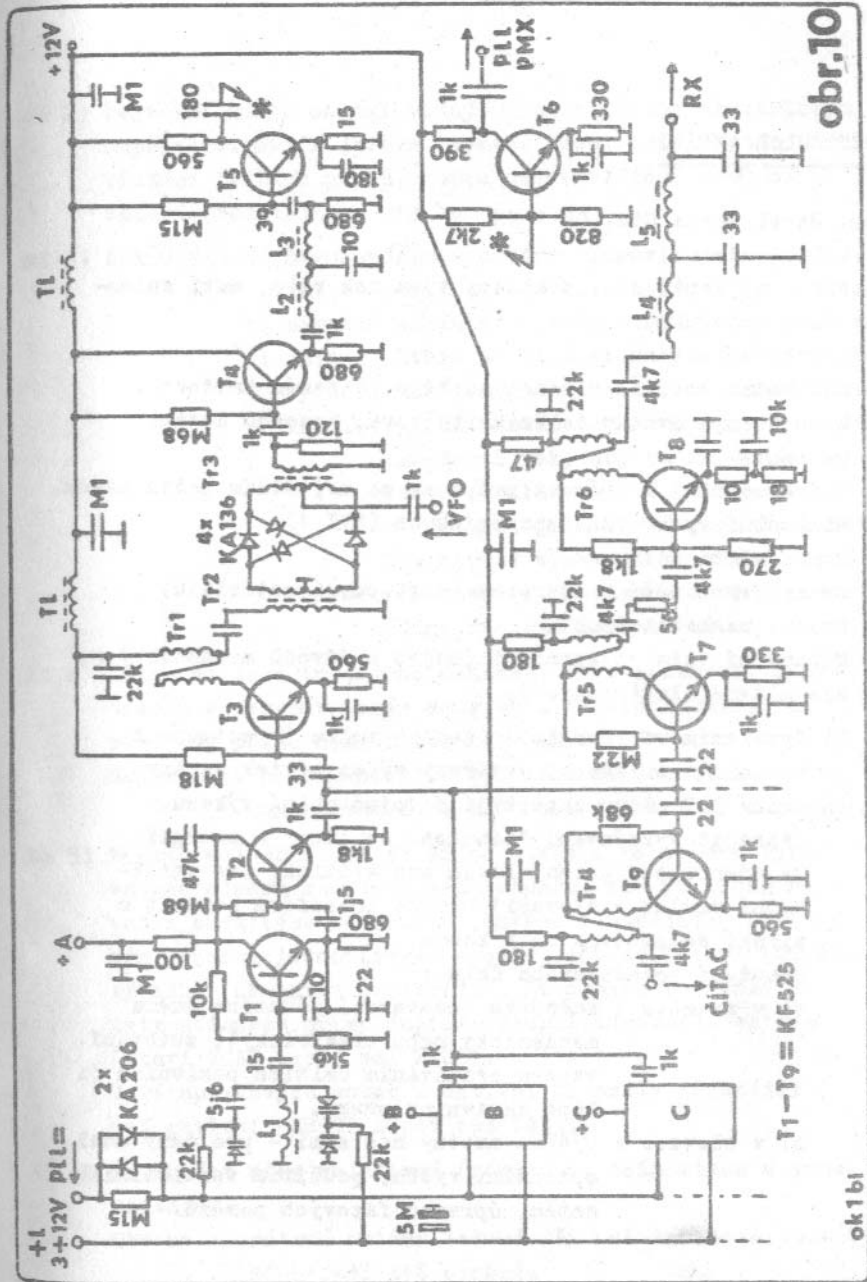 +L
3÷12V
pll=
M15
2x
KA206
22k
5j6
L1
22k
5M
+A
M1
100
10k
15
T1
5k6
10
22
M68
47k
T2
1j5
680
1k
1k8
33
M18
22k
Tr1
T3
1k
560
Tl
M1
Tr2
4x
KA136
Tr3
VFO
1k
120
1k
M68
T4
1k
680
Tl
L2
L3
10
M15
39
680
T5
560
180
*
180
15
M1
+12V
+B
B
1k
+C
C
1k
180
22k
Tr4
4k7
ČÍTAČ
T9
560
1k
68k
M1
22
22
M22
Tr5
T7
1k
330
180
22k
4k7
56
M1
4k7
1k8
Tr6
47
22k
T8
270
10
18
10k
4k7
L4
L5
33
33
RX
2k7
*
820
390
T6
1k
330
1k
pll
pMX
T1–T9=KF525
ok1bi
obr.10